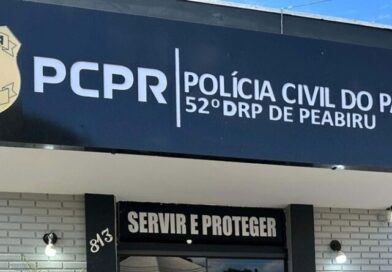 PCPR
POLÍCIA CIVIL DO PA
52º DRP DE PEABIRU
SERVIR E PROTEGER
813